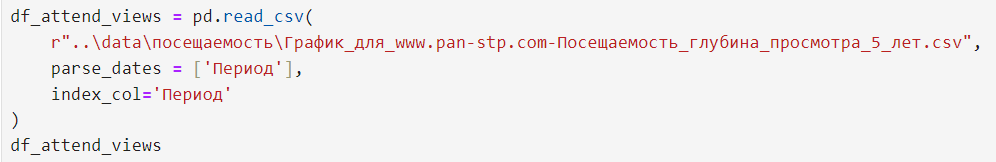 df_attend_views = pd.read_csv(
    r"..\data\посещаемость\График_для_www.pan-stp.com-Посещаемость_глубина_просмотра_5_лет.csv",
    parse_dates = ['Период'],
    index_col='Период'
)
df_attend_views